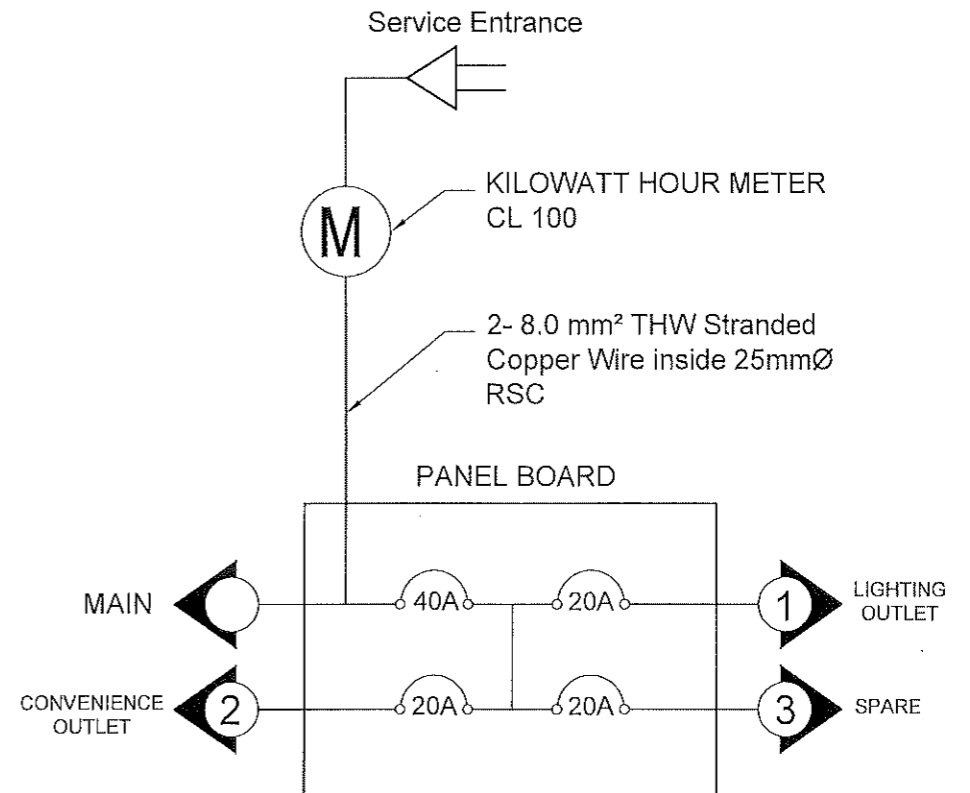 Service Entrance
M
KILOWATT HOUR METER
CL 100
2- 8.0 mm² THW Stranded
Copper Wire inside 25mmØ
RSC
PANEL BOARD
MAIN
40A
20A
1
LIGHTING
OUTLET
CONVENIENCE
OUTLET
2
20A
20A
3
SPARE